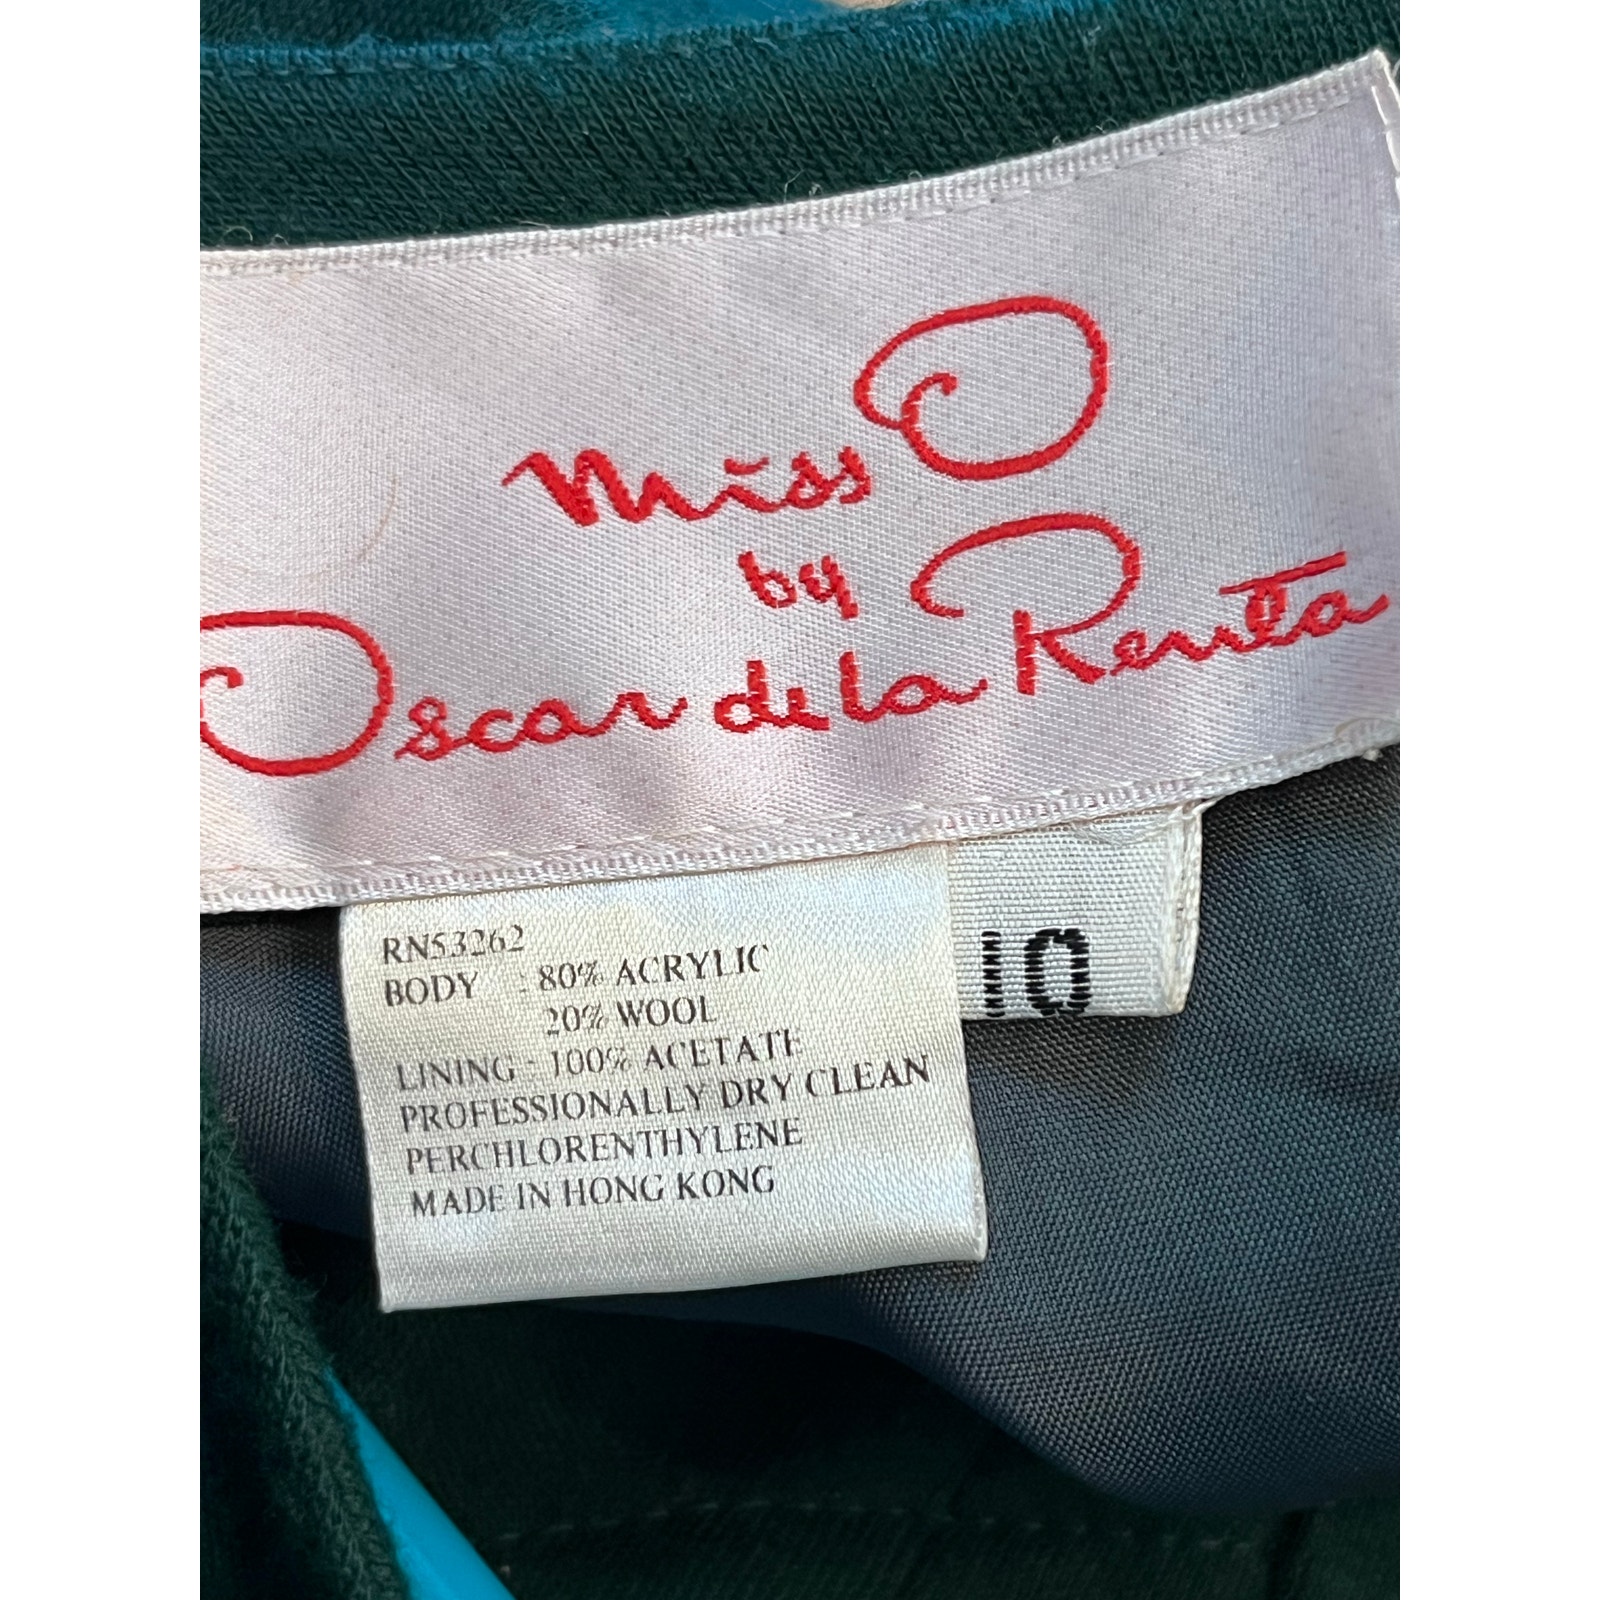 Miss O
by
Oscar de la Renta
10
RN53262
BODY : 80% ACRYLIC
20% WOOL
LINING : 100% ACETATE
PROFESSIONALLY DRY CLEAN
PERCHLORENTHYLENE
MADE IN HONG KONG